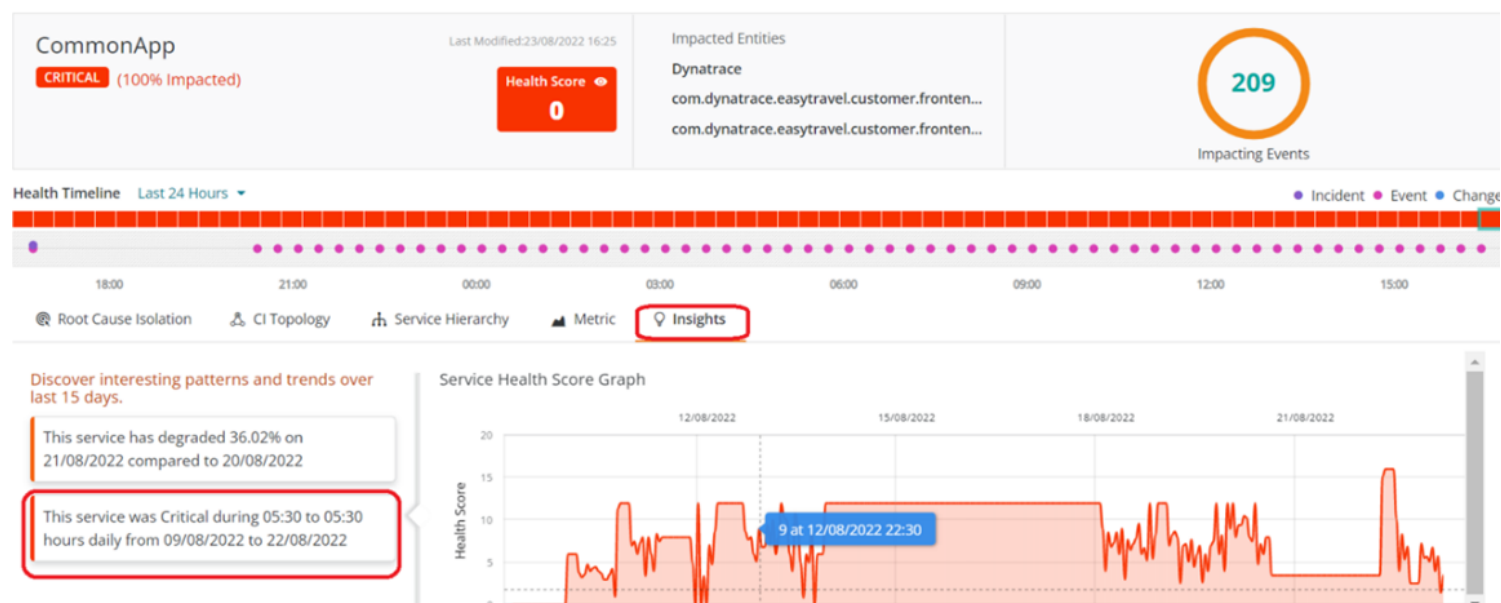 CommonApp
Last Modified:23/08/2022 16:25
CRITICAL (100% Impacted)
Health Score
0
Impacted Entities
Dynatrace
com.dynatrace.easytravel.customer.fronten...
com.dynatrace.easytravel.customer.fronten...
209
Impacting Events
Health Timeline Last 24 Hours
Incident Event Change
18:00 21:00 00:00 03:00 06:00 09:00 12:00 15:00
Root Cause Isolation CI Topology Service Hierarchy Metric Insights
Discover interesting patterns and trends over
last 15 days.
This service has degraded 36.02% on
21/08/2022 compared to 20/08/2022
This service was Critical during 05:30 to 05:30
hours daily from 09/08/2022 to 22/08/2022
Service Health Score Graph
12/08/2022 15/08/2022 18/08/2022 21/08/2022
Health Score
20
15
10
5
9 at 12/08/2022 22:30